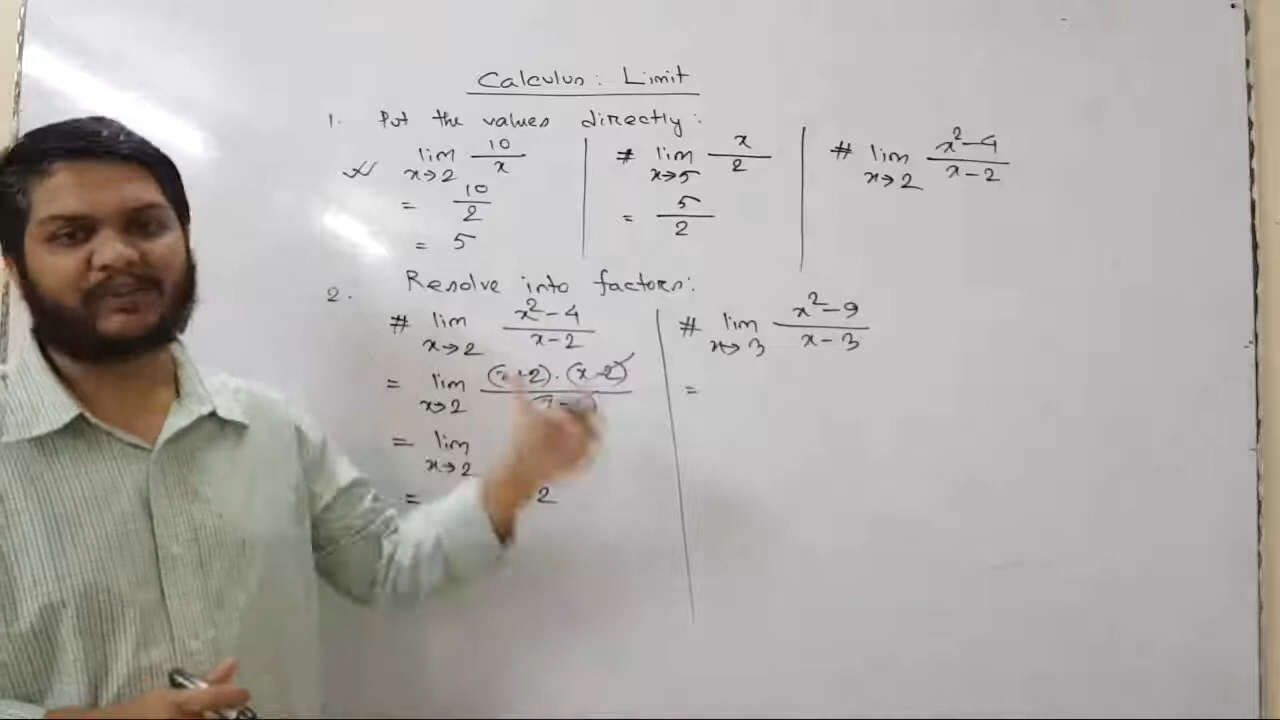 Calculus: Limit
1. Put the values directly:
lim x→2 10/x
= 10/2
= 5
# lim x→5 x/2
= 5/2
# lim x→2 x²-4/x-2
2. Resolve into factors:
# lim x→2 x²-4/x-2
= lim x→2 (x+2).(x-2)
= lim x→2
= 2
# lim x→3 x²-9/x-3
=